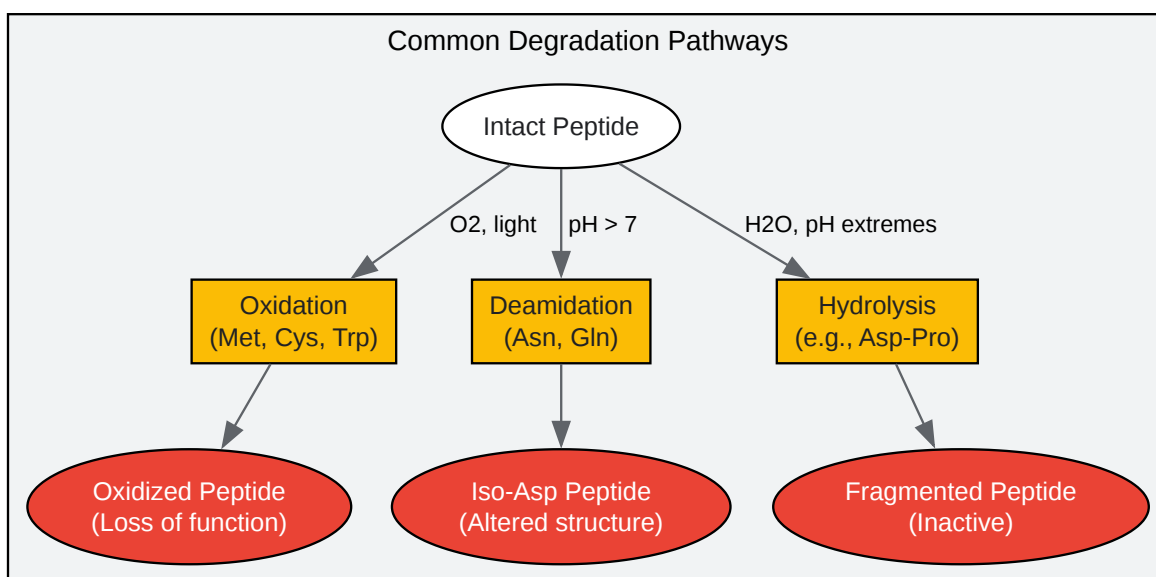 Common Degradation Pathways
Intact Peptide
O2, light
pH > 7
H2O, pH extremes
Oxidation
(Met, Cys, Trp)
Deamidation
(Asn, Gln)
Hydrolysis
(e.g., Asp-Pro)
Oxidized Peptide
(Loss of function)
Iso-Asp Peptide
(Altered structure)
Fragmented Peptide
(Inactive)